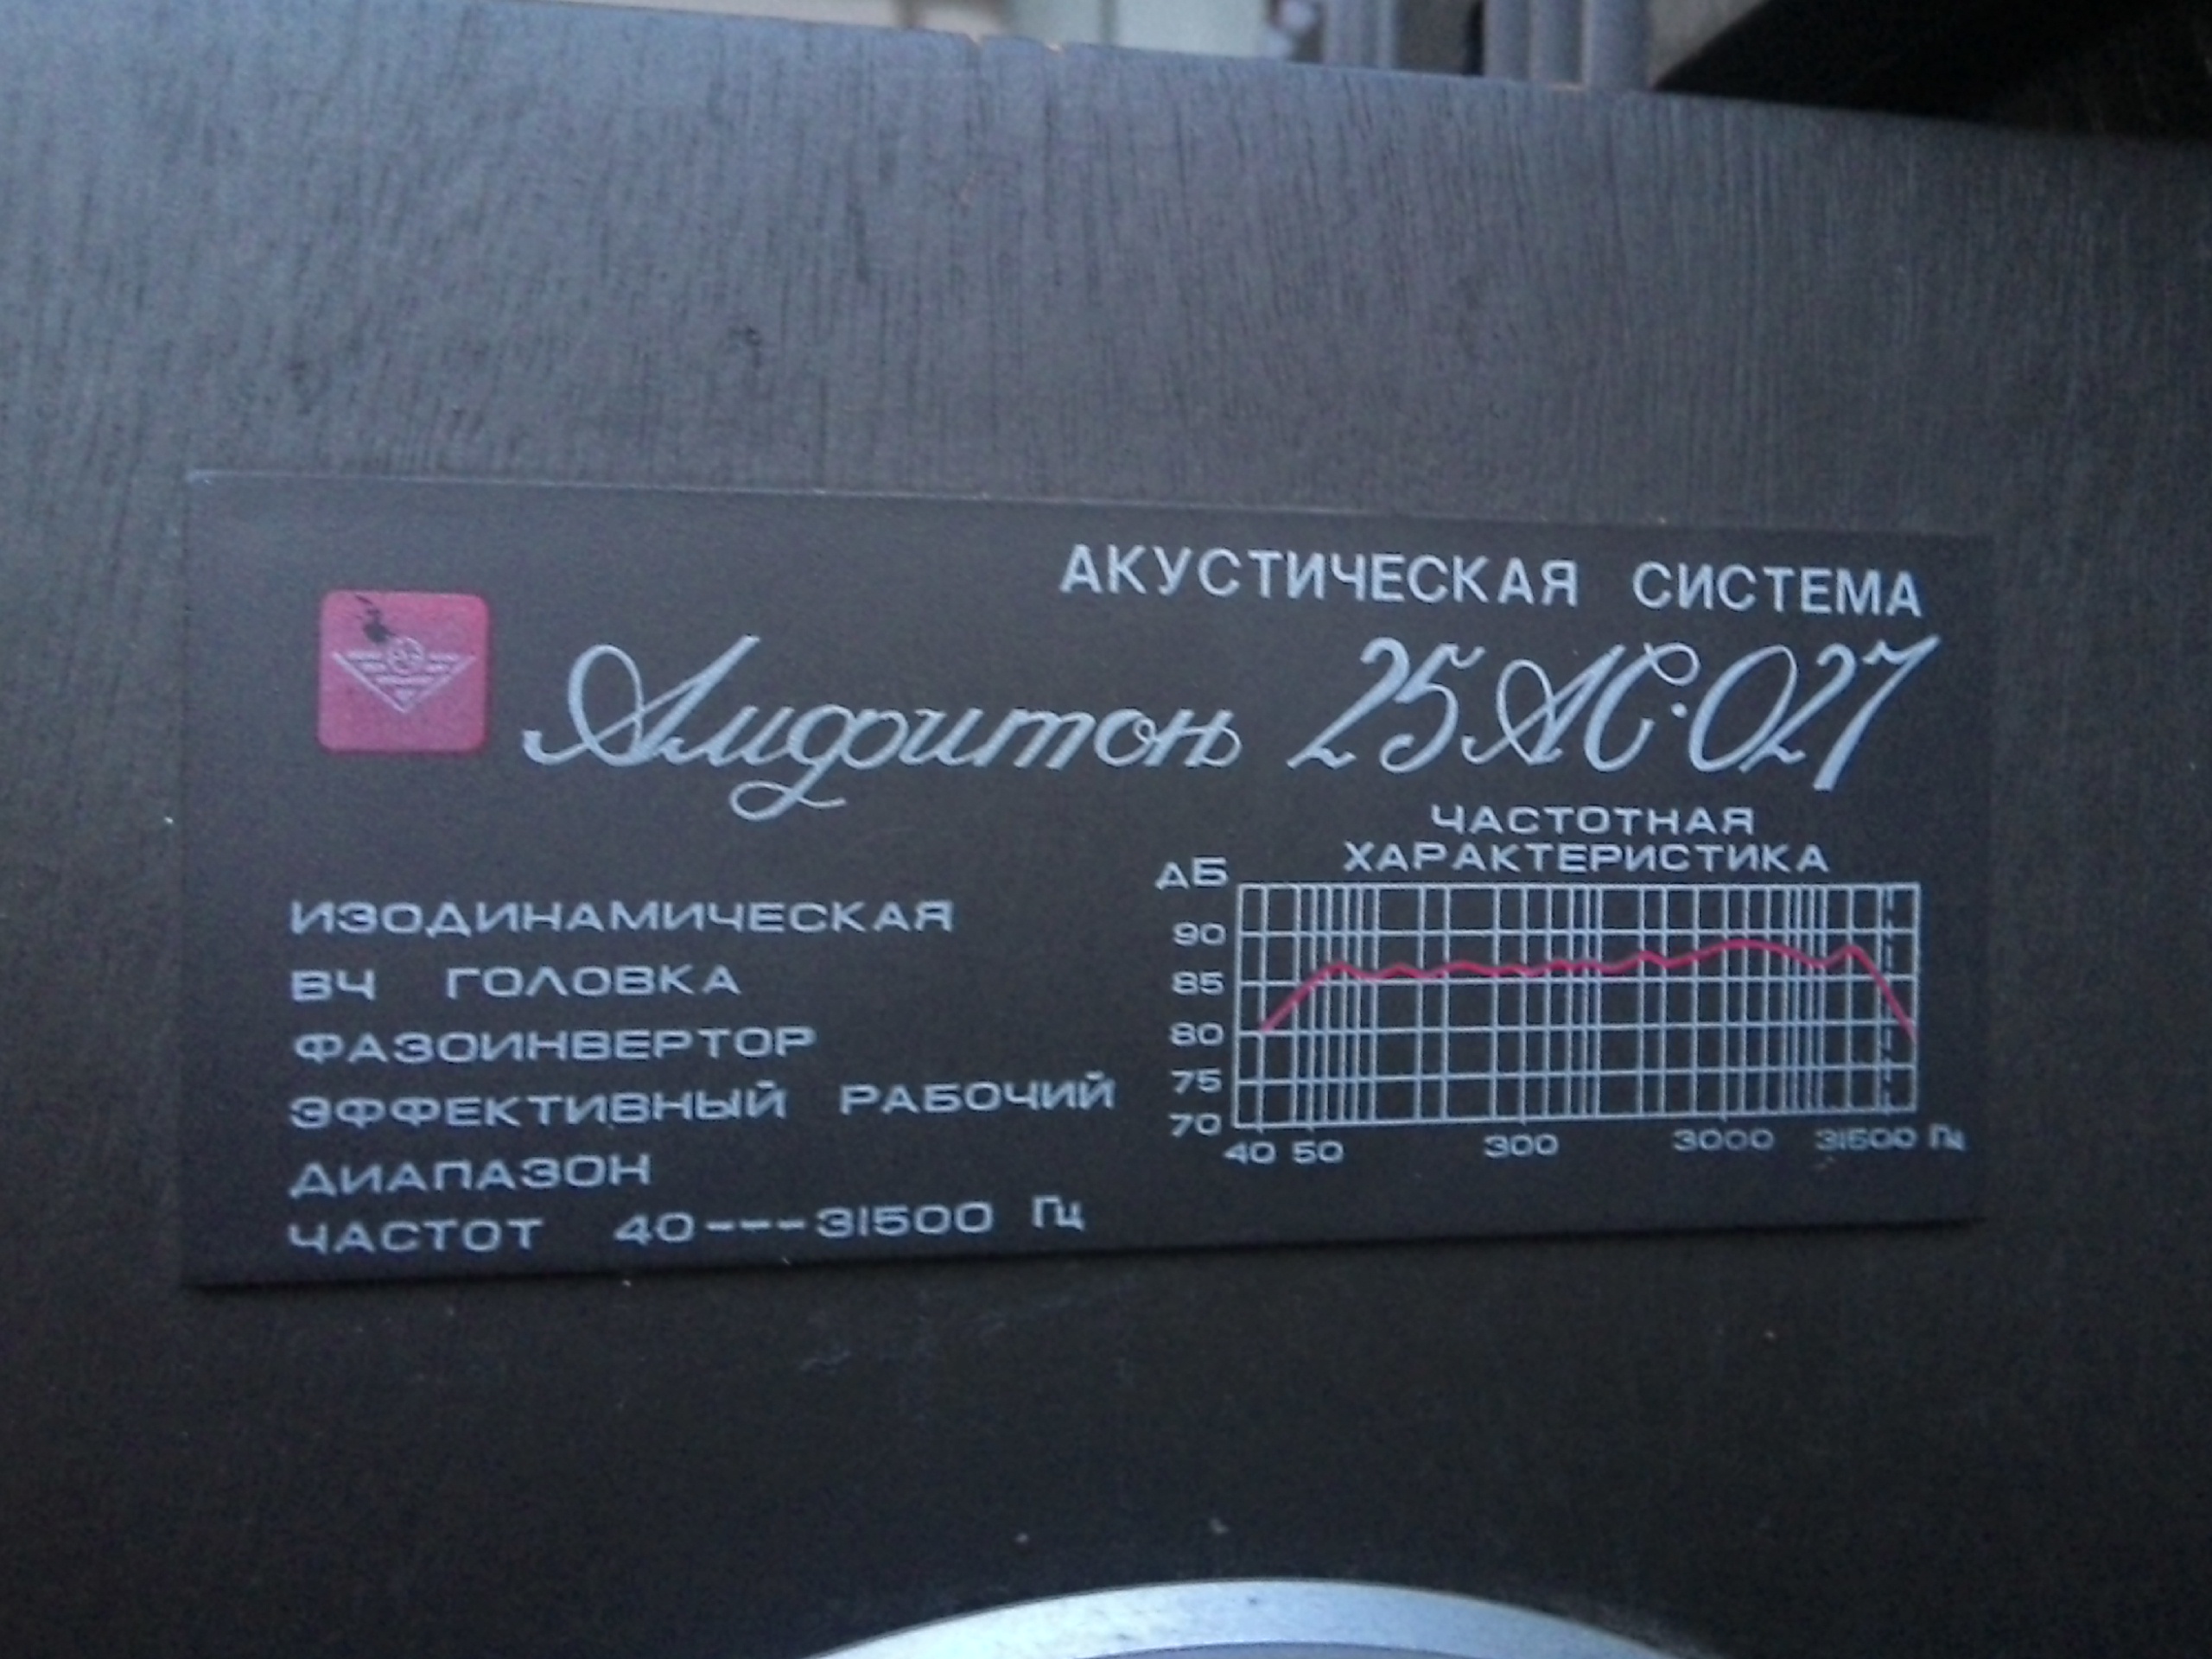 АКУСТИЧЕСКАЯ СИСТЕМА
Амфитон 25АС-027
ЧАСТОТНАЯ
ХАРАКТЕРИСТИКА
дБ
90
85
80
75
70
40 50 300 3000 31500 Гц
ИЗОДИНАМИЧЕСКАЯ
ВЧ ГОЛОВКА
ФАЗОИНВЕРТОР
ЭФФЕКТИВНЫЙ РАБОЧИЙ
ДИАПАЗОН
ЧАСТОТ 40---31500 Гц